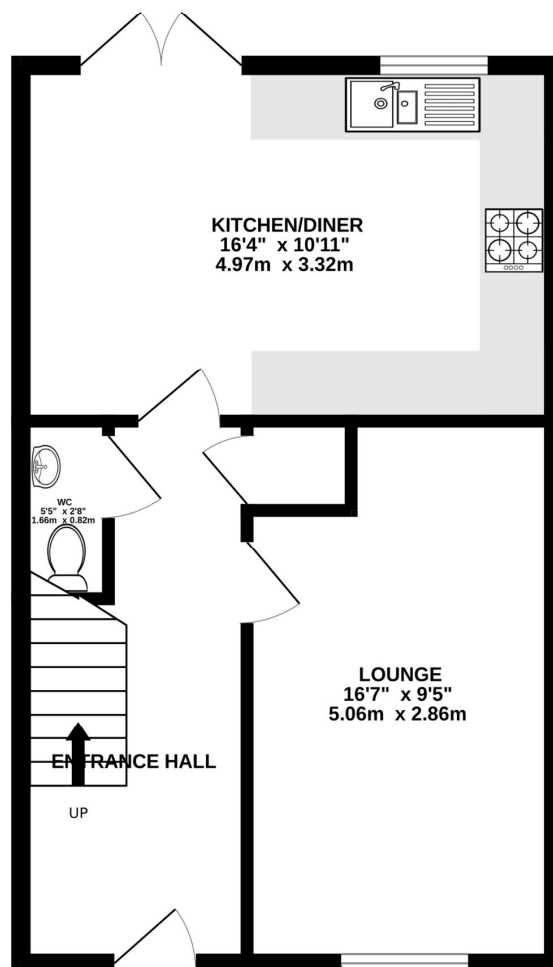 KITCHEN/DINER
16'4" x 10'11"
4.97m x 3.32m
WC
5'5" x 2'8"
1.66m x 0.82m
LOUNGE
16'7" x 9'5"
5.06m x 2.86m
ENTRANCE HALL
UP